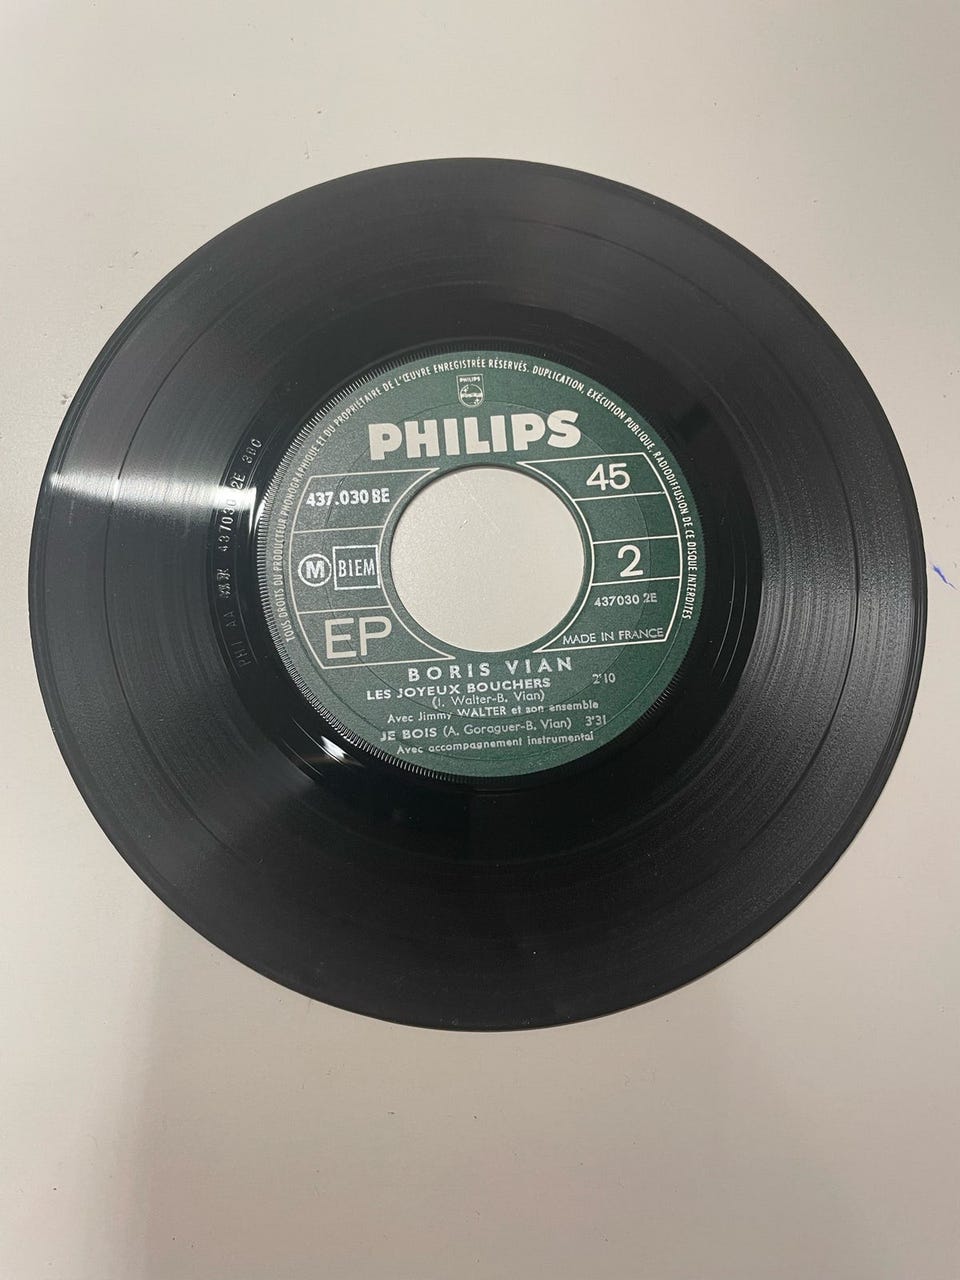 TOUS DROITS DU PRODUCTEUR PHONOGRAPHIQUE ET DU PROPRIÉTAIRE DE L'ŒUVRE ENREGISTRÉE RÉSERVÉS. DUPLICATION, EXECUTION PUBLIQUE, RADIODIFFUSION DE CE DISQUE INTERDITES
PHILIPS
PHILIPS
437.030 BE
45
M BIEM
2
437030 2E
EP
MADE IN FRANCE
BORIS VIAN
LES JOYEUX BOUCHERS 2'10
(J. Walter-B. Vian)
Avec Jimmy WALTER et son ensemble
JE BOIS (A. Goraguer-B. Vian) 3'31
Avec accompagnement instrumental
437030 2E